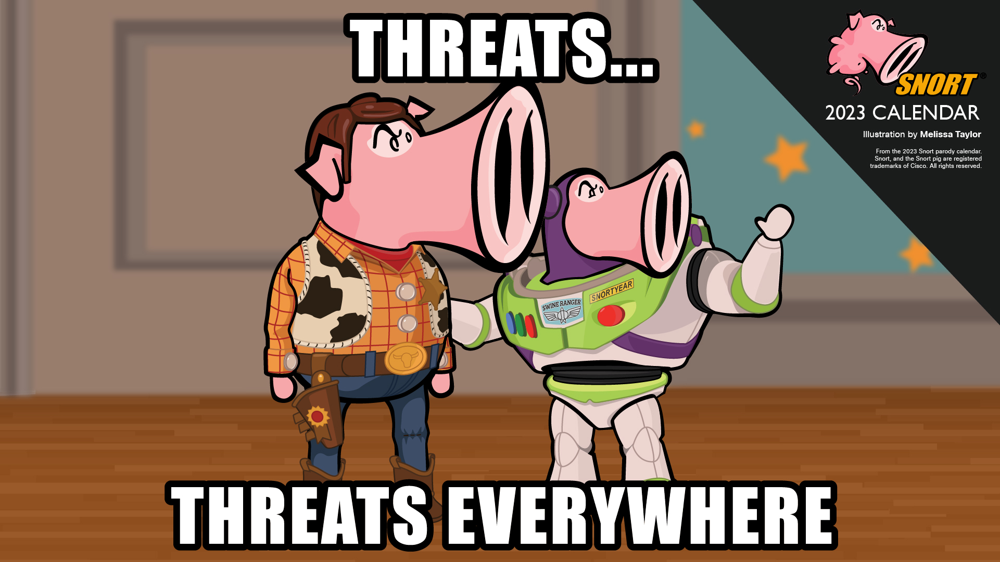 THREATS...
SNORT®
2023 CALENDAR
Illustration by Melissa Taylor
From the 2023 Snort parody calendar.
Snort, and the Snort pig are registered
trademarks of Cisco. All rights reserved.
SWINE RANGER
SNORTYEAR
THREATS EVERYWHERE